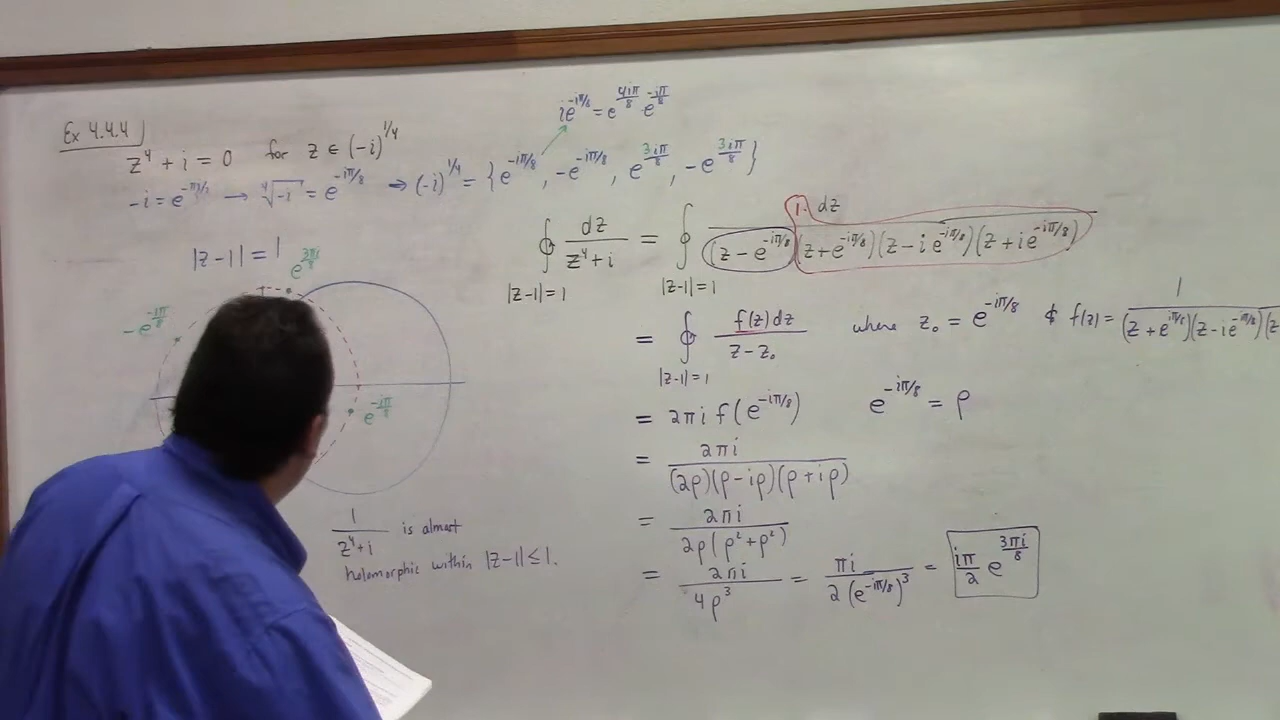 Ex 4.4.4
ie^{-iπ/8} = e^{4iπ/8} e^{-iπ/8}
z^4 + i = 0 for z ∈ (-i)^{1/4}
-i = e^{-πi/2} → ∜-i = e^{-iπ/8} ⇒ (-i)^{1/4} = { e^{-iπ/8}, -e^{-iπ/8}, e^{3iπ/8}, -e^{3iπ/8} }
|z-1| = 1
e^{3πi/8}
-e^{-iπ/8}
e^{-iπ/8}
1/(z^4+i) is almost
holomorphic within |z-1| ≤ 1.
∮_{|z-1|=1} dz/(z^4+i) = ∮_{|z-1|=1} 1·dz/((z-e^{-iπ/8})(z+e^{-iπ/8})(z-ie^{-iπ/8})(z+ie^{-iπ/8}))
= ∮_{|z-1|=1} f(z)dz/(z-z₀) where z₀ = e^{-iπ/8} & f(z) = 1/((z+e^{-iπ/8})(z-ie^{-iπ/8})(z
= 2πi f(e^{-iπ/8}) e^{-iπ/8} = ρ
= 2πi/((2ρ)(ρ-iρ)(ρ+iρ))
= 2πi/(2ρ(ρ²+ρ²))
= 2πi/(4ρ³) = πi/(2(e^{-iπ/8})³) = iπ/2 e^{3πi/8}